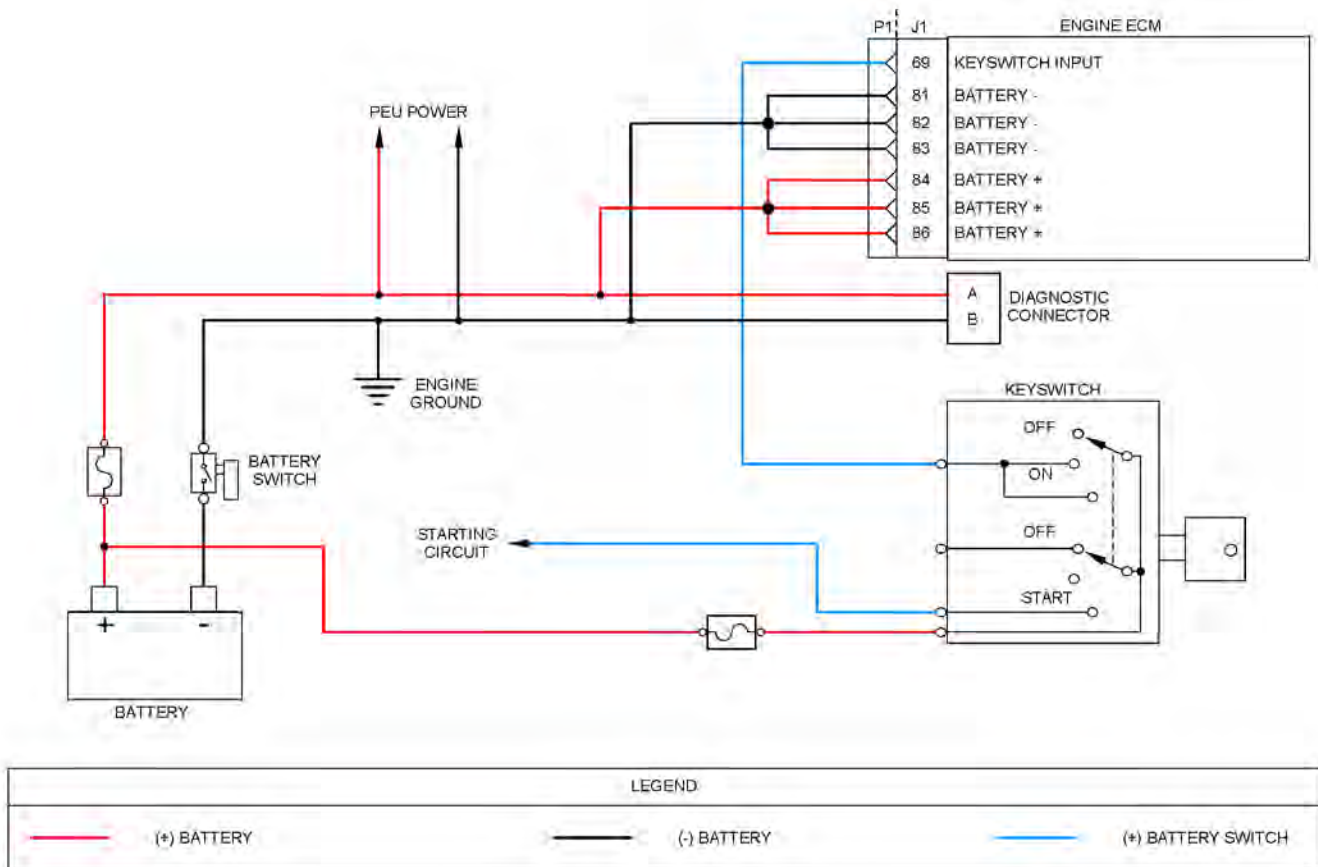 P1 J1 ENGINE ECM
69 KEYSWITCH INPUT
81 BATTERY -
82 BATTERY -
83 BATTERY -
84 BATTERY +
85 BATTERY +
86 BATTERY +
PEU POWER
A
B
DIAGNOSTIC
CONNECTOR
ENGINE
GROUND
KEYSWITCH
OFF
ON
OFF
START
BATTERY
SWITCH
STARTING
CIRCUIT
+ -
BATTERY
LEGEND
(+) BATTERY
(-) BATTERY
(+) BATTERY SWITCH